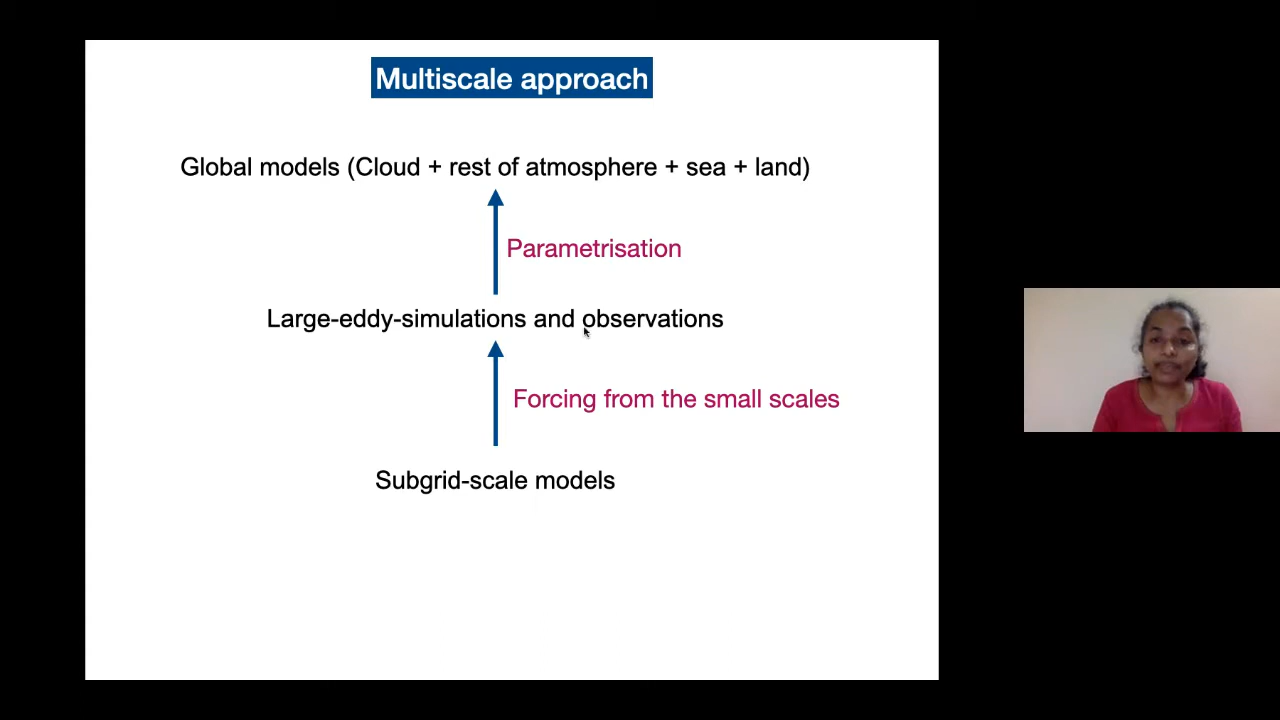 Multiscale approach
Global models (Cloud + rest of atmosphere + sea + land)
Parametrisation
Large-eddy-simulations and observations
Forcing from the small scales
Subgrid-scale models